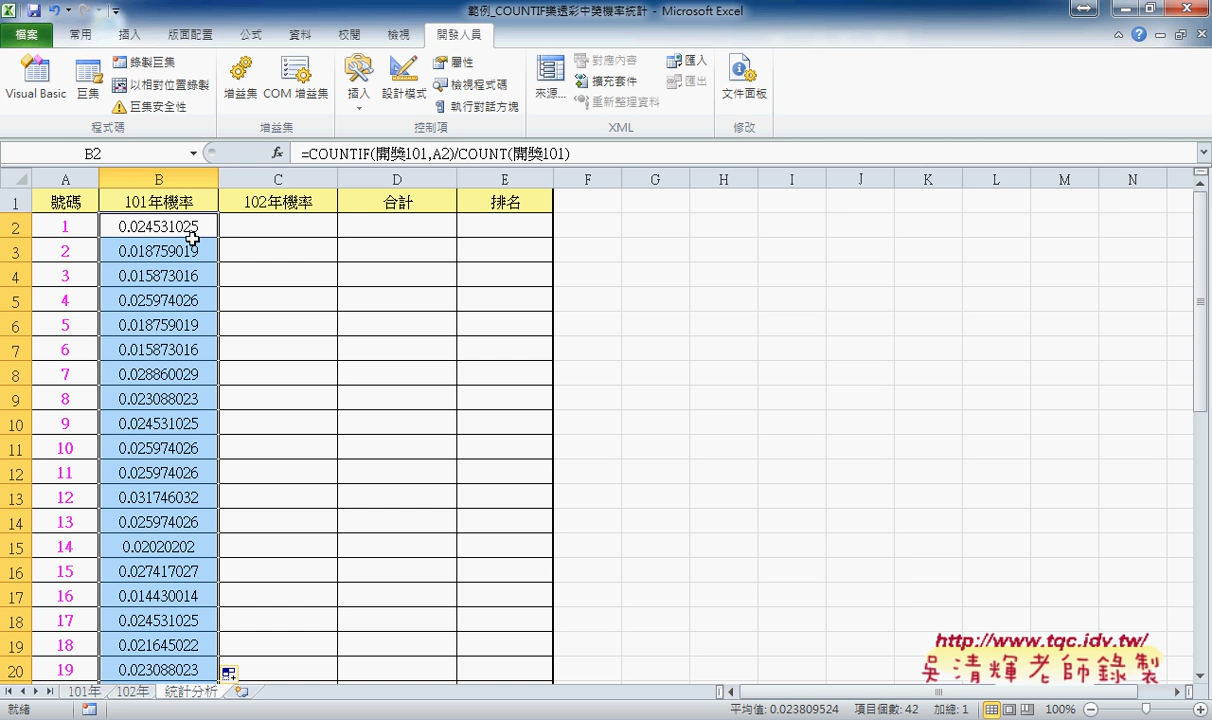 範例_COUNTIF樂透彩中獎機率統計 - Microsoft Excel
檔案 常用 插入 版面配置 公式 資料 校閱 檢視 開發人員
Visual Basic 巨集 錄製巨集 以相對位置錄製 巨集安全性 增益集 COM 增益集 插入 設計模式 屬性 檢視程式碼 執行對話方塊 來源... 對應內容 擴充套件 重新整理資料 匯入 匯出 文件面板
程式碼 增益集 控制項 XML 修改
B2 fx =COUNTIF(開獎101,A2)/COUNT(開獎101)
A B C D E F G H I J K L M N
1 號碼 101年機率 102年機率 合計 排名
2 1 0.024531025
3 2 0.018759019
4 3 0.015873016
5 4 0.025974026
6 5 0.018759019
7 6 0.015873016
8 7 0.028860029
9 8 0.023088023
10 9 0.024531025
11 10 0.025974026
12 11 0.025974026
13 12 0.031746032
14 13 0.025974026
15 14 0.02020202
16 15 0.027417027
17 16 0.014430014
18 17 0.024531025
19 18 0.021645022
20 19 0.023088023
http://www.tqc.idv.tw/
吳清輝老師錄製
101年 102年 統計分析
就緒 平均值: 0.023809524 項目個數: 42 加總: 1 100%